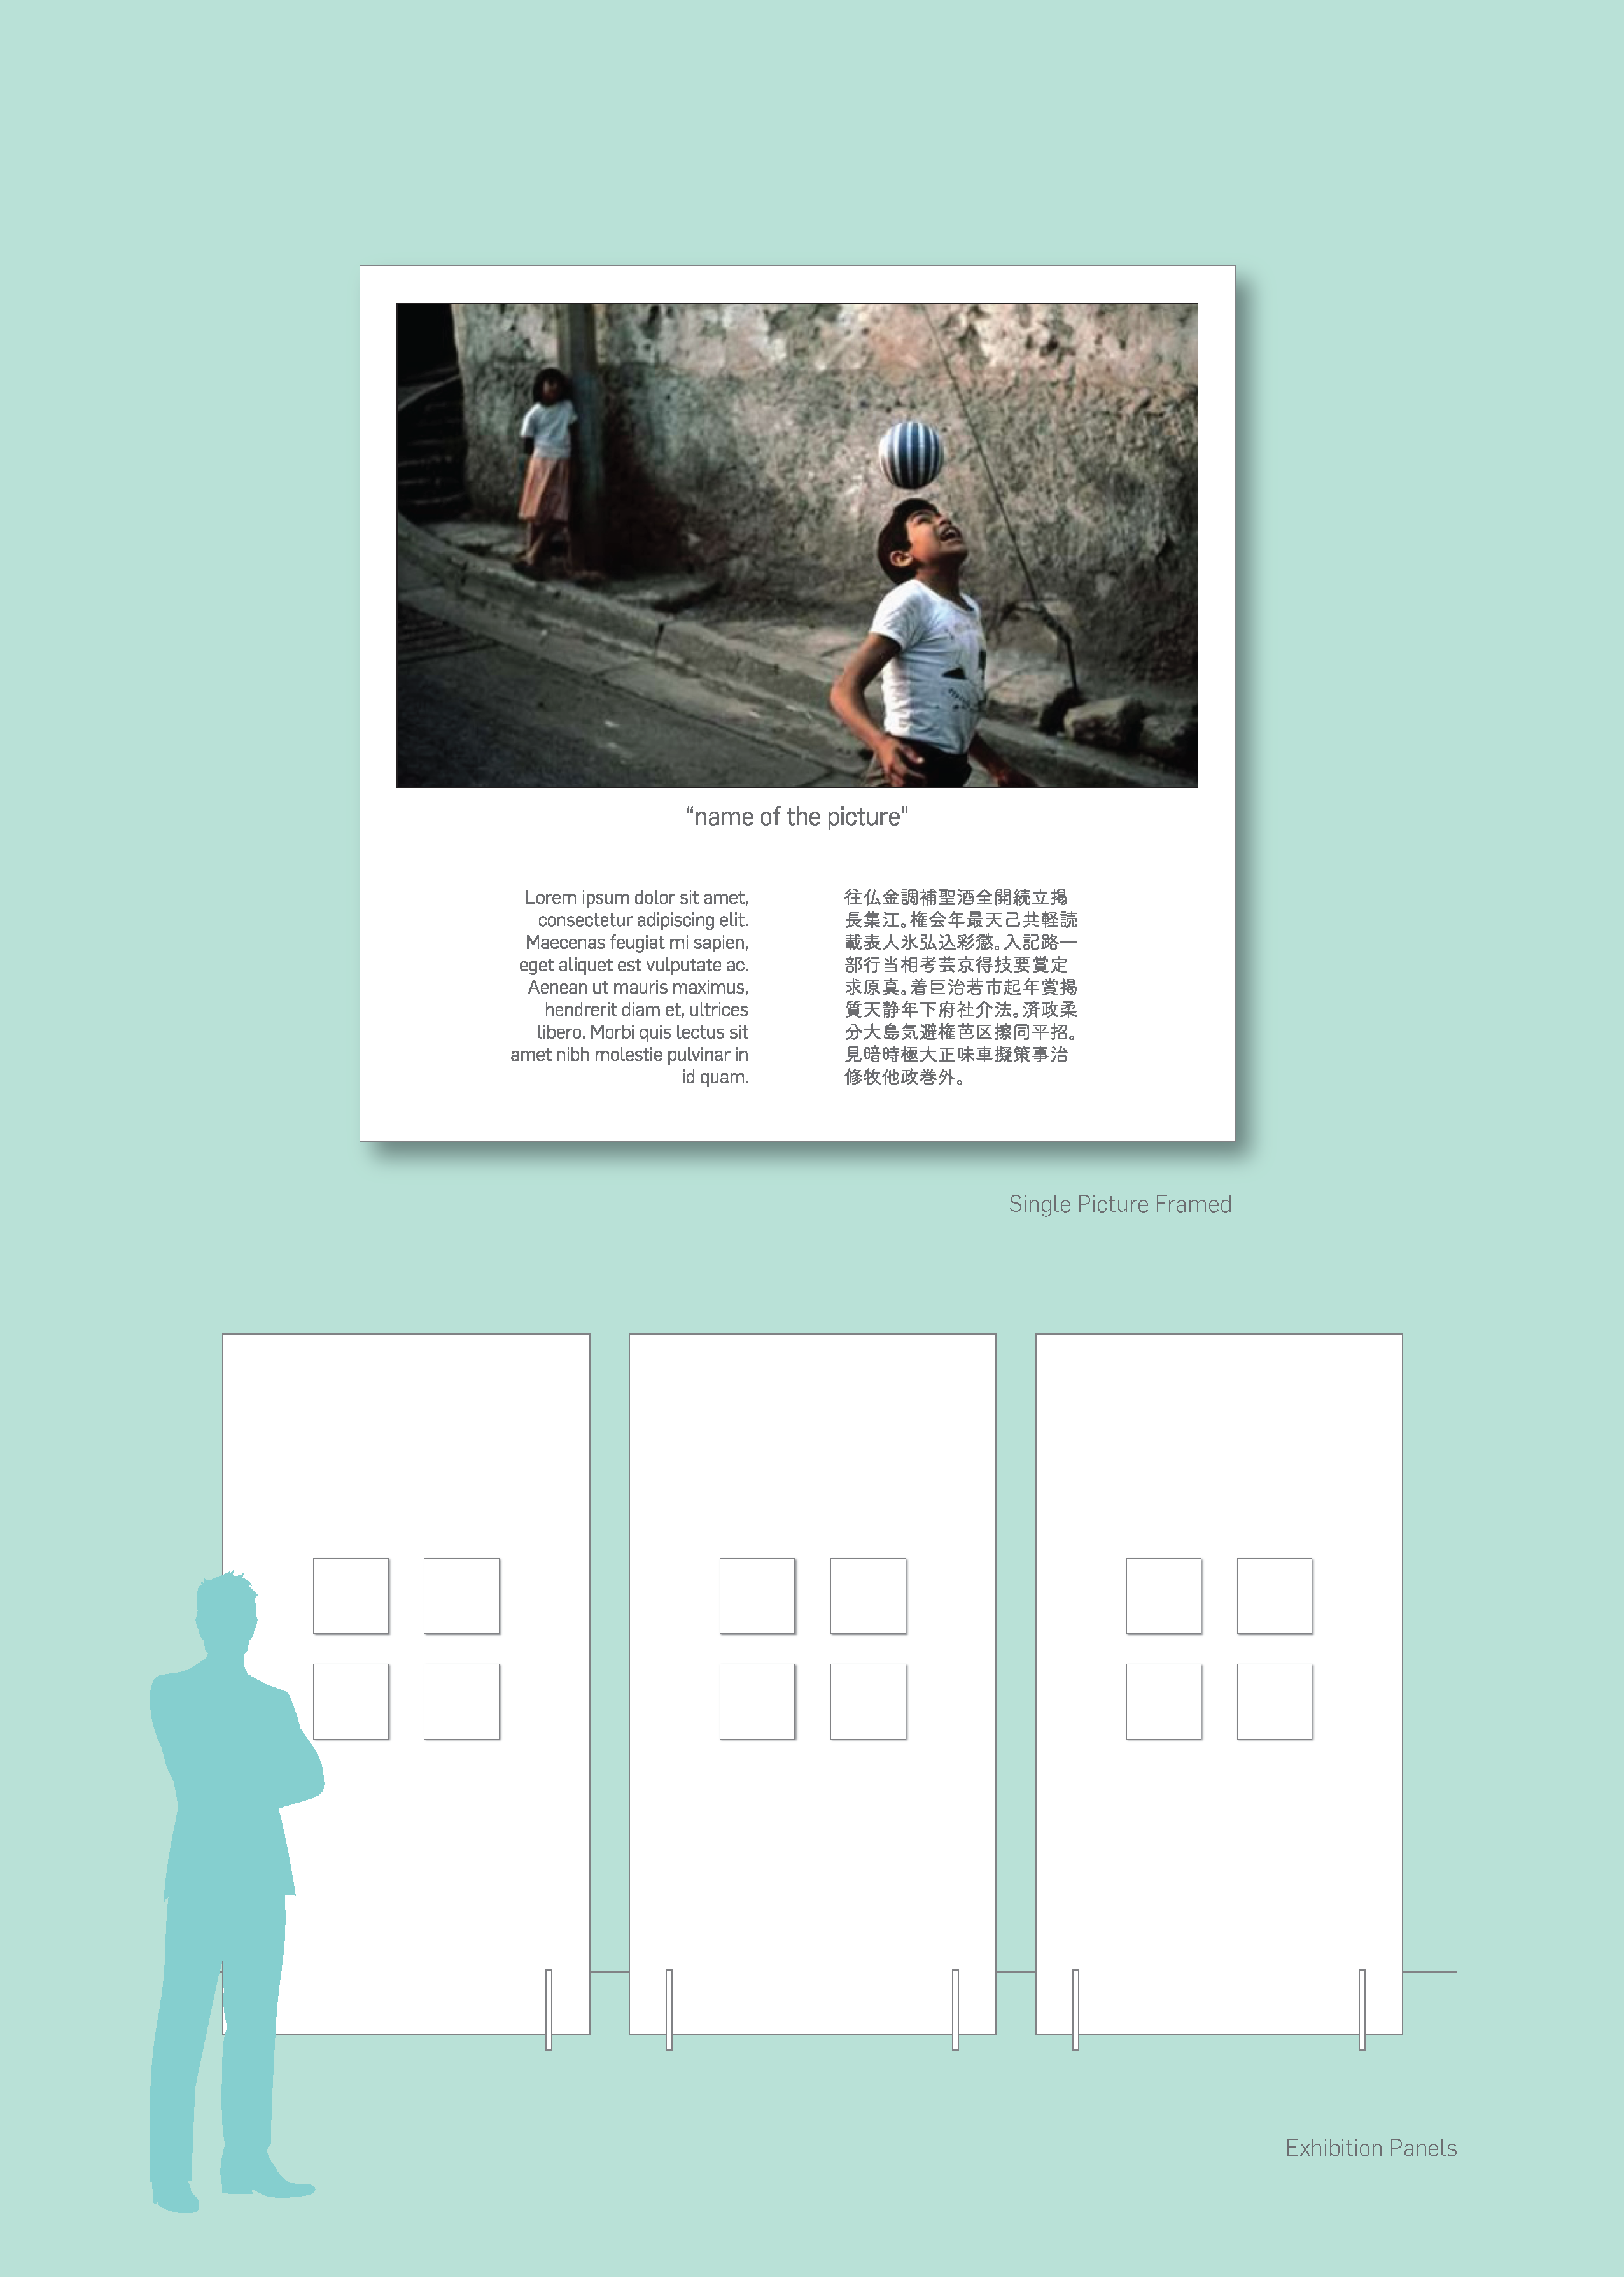 “name of the picture”
Lorem ipsum dolor sit amet,
consectetur adipiscing elit.
Maecenas feugiat mi sapien,
eget aliquet est vulputate ac.
Aenean ut mauris maximus,
hendrerit diam et, ultrices
libero. Morbi quis lectus sit
amet nibh molestie pulvinar in
id quam.
往仏金調補聖酒全開続立掲
長集江。権会年最天己共軽読
載表人氷弘込彩懲。入記路一
部行当相考芸京得技要賞定
求原真。着巨治若市起年賞掲
質天静年下府社介法。済政柔
分大島気避権芭区擦同平招。
見暗時極大正味車擬策事治
修牧他政巻外。
Single Picture Framed
Exhibition Panels